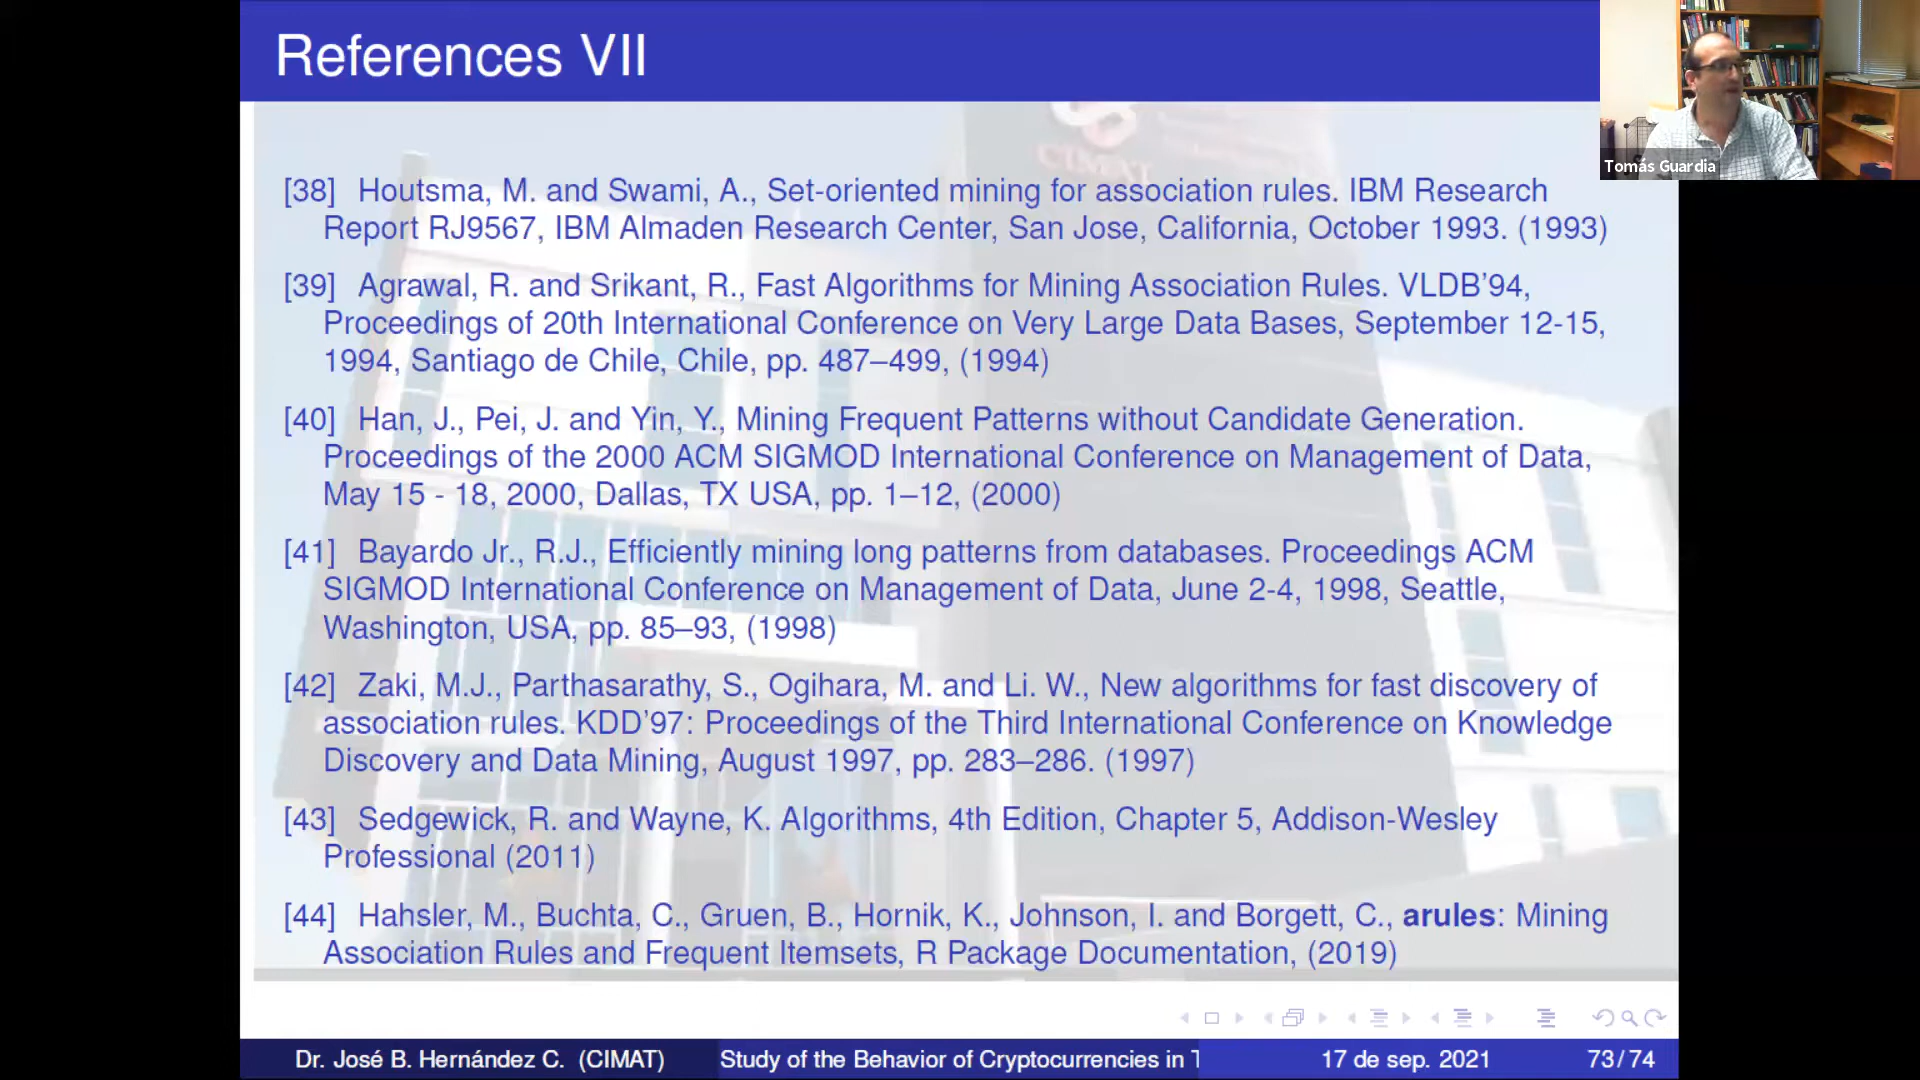 References VII
Tomás Guardia
CIMAT
[38] Houtsma, M. and Swami, A., Set-oriented mining for association rules. IBM Research
Report RJ9567, IBM Almaden Research Center, San Jose, California, October 1993. (1993)
[39] Agrawal, R. and Srikant, R., Fast Algorithms for Mining Association Rules. VLDB'94,
Proceedings of 20th International Conference on Very Large Data Bases, September 12-15,
1994, Santiago de Chile, Chile, pp. 487–499, (1994)
[40] Han, J., Pei, J. and Yin, Y., Mining Frequent Patterns without Candidate Generation.
Proceedings of the 2000 ACM SIGMOD International Conference on Management of Data,
May 15 - 18, 2000, Dallas, TX USA, pp. 1–12, (2000)
[41] Bayardo Jr., R.J., Efficiently mining long patterns from databases. Proceedings ACM
SIGMOD International Conference on Management of Data, June 2-4, 1998, Seattle,
Washington, USA, pp. 85–93, (1998)
[42] Zaki, M.J., Parthasarathy, S., Ogihara, M. and Li. W., New algorithms for fast discovery of
association rules. KDD'97: Proceedings of the Third International Conference on Knowledge
Discovery and Data Mining, August 1997, pp. 283–286. (1997)
[43] Sedgewick, R. and Wayne, K. Algorithms, 4th Edition, Chapter 5, Addison-Wesley
Professional (2011)
[44] Hahsler, M., Buchta, C., Gruen, B., Hornik, K., Johnson, I. and Borgett, C., arules: Mining
Association Rules and Frequent Itemsets, R Package Documentation, (2019)
Dr. José B. Hernández C. (CIMAT) Study of the Behavior of Cryptocurrencies in T 17 de sep. 2021 73/74